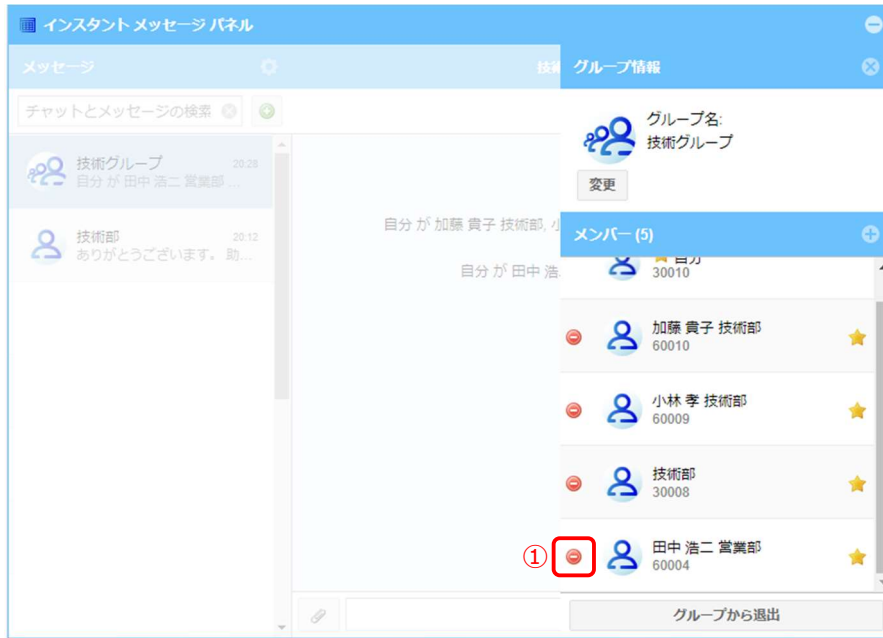 インスタント メッセージ パネル
メッセージ
技術
グループ情報
チャットとメッセージの検索
グループ名:
技術グループ
変更
技術グループ 20:28
自分 が 田中 浩二 営業部 ...
技術部 20:12
ありがとうございます。 助...
自分 が 加藤 貴子 技術部, 小
自分 が 田中 浩
メンバー (5)
自分
30010
加藤 貴子 技術部
60010
小林 孝 技術部
60009
技術部
30008
①
田中 浩二 営業部
60004
グループから退出